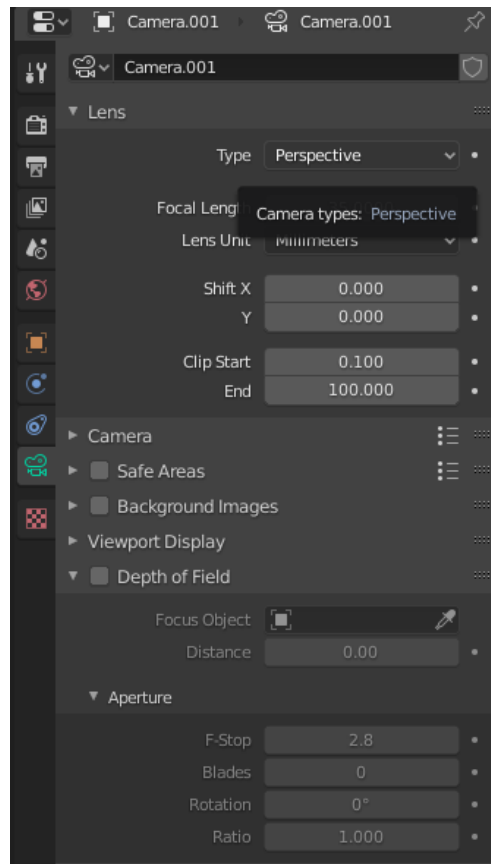 Camera.001 Camera.001
Camera.001
Lens
Type Perspective
Focal Length
Camera types: Perspective
Lens Unit Millimeters
Shift X 0.000
Y 0.000
Clip Start 0.100
End 100.000
Camera
Safe Areas
Background Images
Viewport Display
Depth of Field
Focus Object
Distance 0.00
Aperture
F-Stop 2.8
Blades 0
Rotation 0°
Ratio 1.000